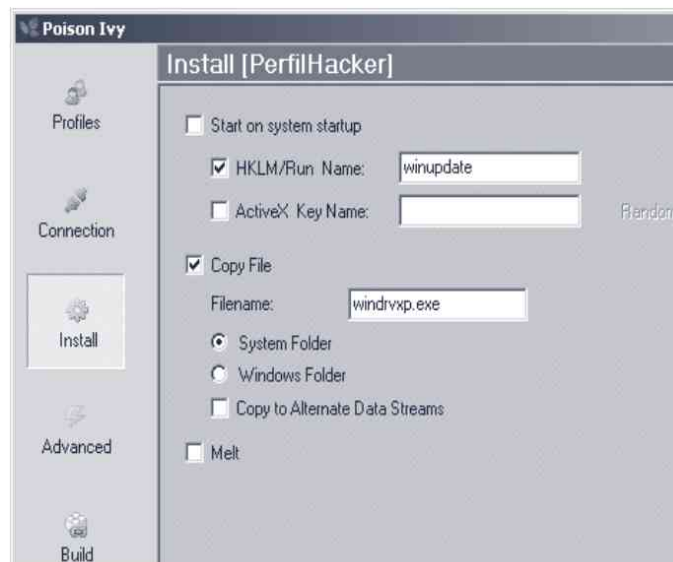 Poison Ivy
Install [PerfilHacker]
Profiles
Connection
Install
Advanced
Build
Start on system startup
HKLM/Run Name: winupdate
ActiveX Key Name:
Random
Copy File
Filename: windrvxp.exe
System Folder
Windows Folder
Copy to Alternate Data Streams
Melt